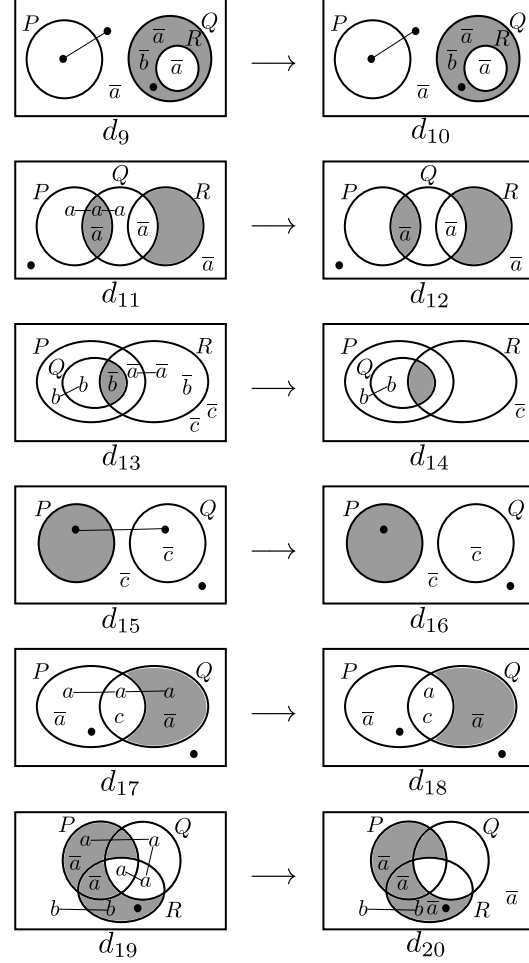 P Q R a̅ b̅ a̅ a̅ → P Q R a̅ b̅ a̅ a̅
d₉ d₁₀
P Q R a a a a̅ a̅ a̅ → P Q R a̅ a̅ a̅
d₁₁ d₁₂
P R Q b b b̅ a̅ a̅ b̅ c̅ c̅ → P R Q b b c̅
d₁₃ d₁₄
P Q c̅ c̅ → P Q c̅ c̅
d₁₅ d₁₆
P Q a a a a̅ c a̅ → P Q a a̅ c a̅
d₁₇ d₁₈
P Q a a a̅ a̅ a a b b R → P Q a̅ a̅ b b a̅ R a̅
d₁₉ d₂₀